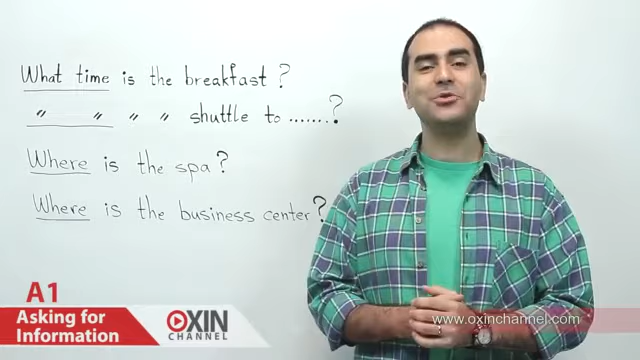 What time is the breakfast?
〃 〃 〃 〃 shuttle to .......?
Where is the spa?
Where is the business center?
A1
Asking for
Information
OXIN
CHANNEL
www.oxinchannel.com